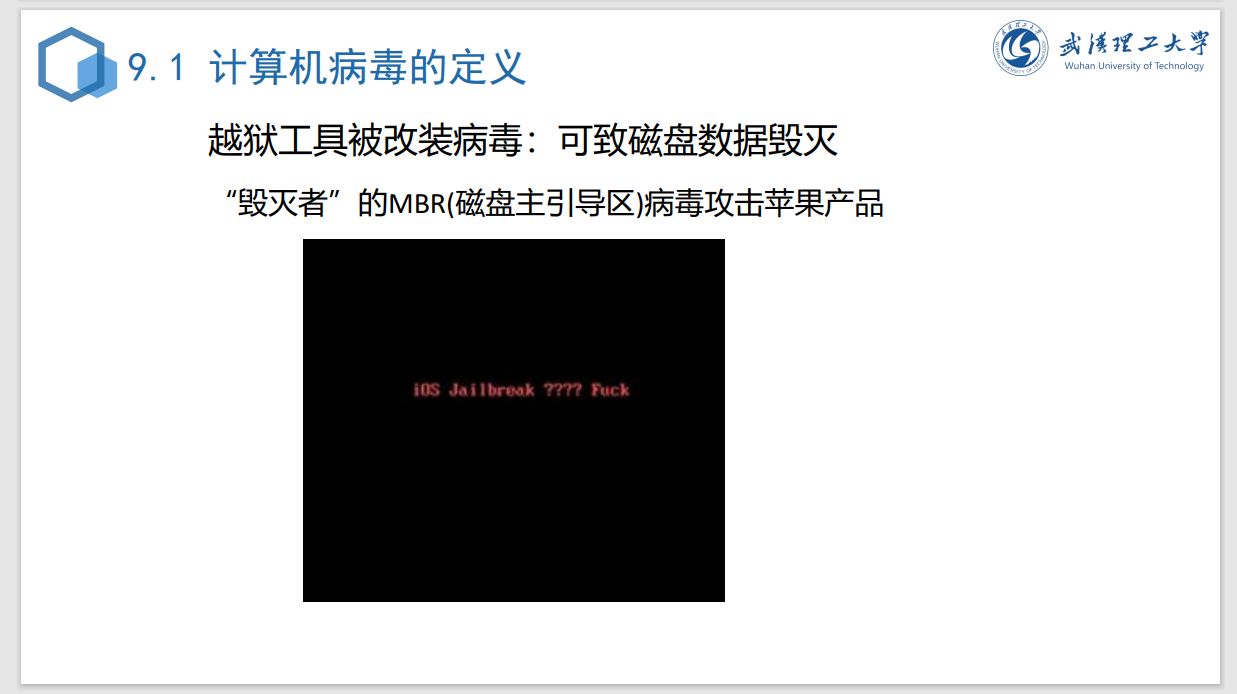 9.1 计算机病毒的定义
武汉理工大学
Wuhan University of Technology
越狱工具被改装病毒：可致磁盘数据毁灭
“毁灭者”的MBR(磁盘主引导区)病毒攻击苹果产品
iOS Jailbreak ???? Fuck